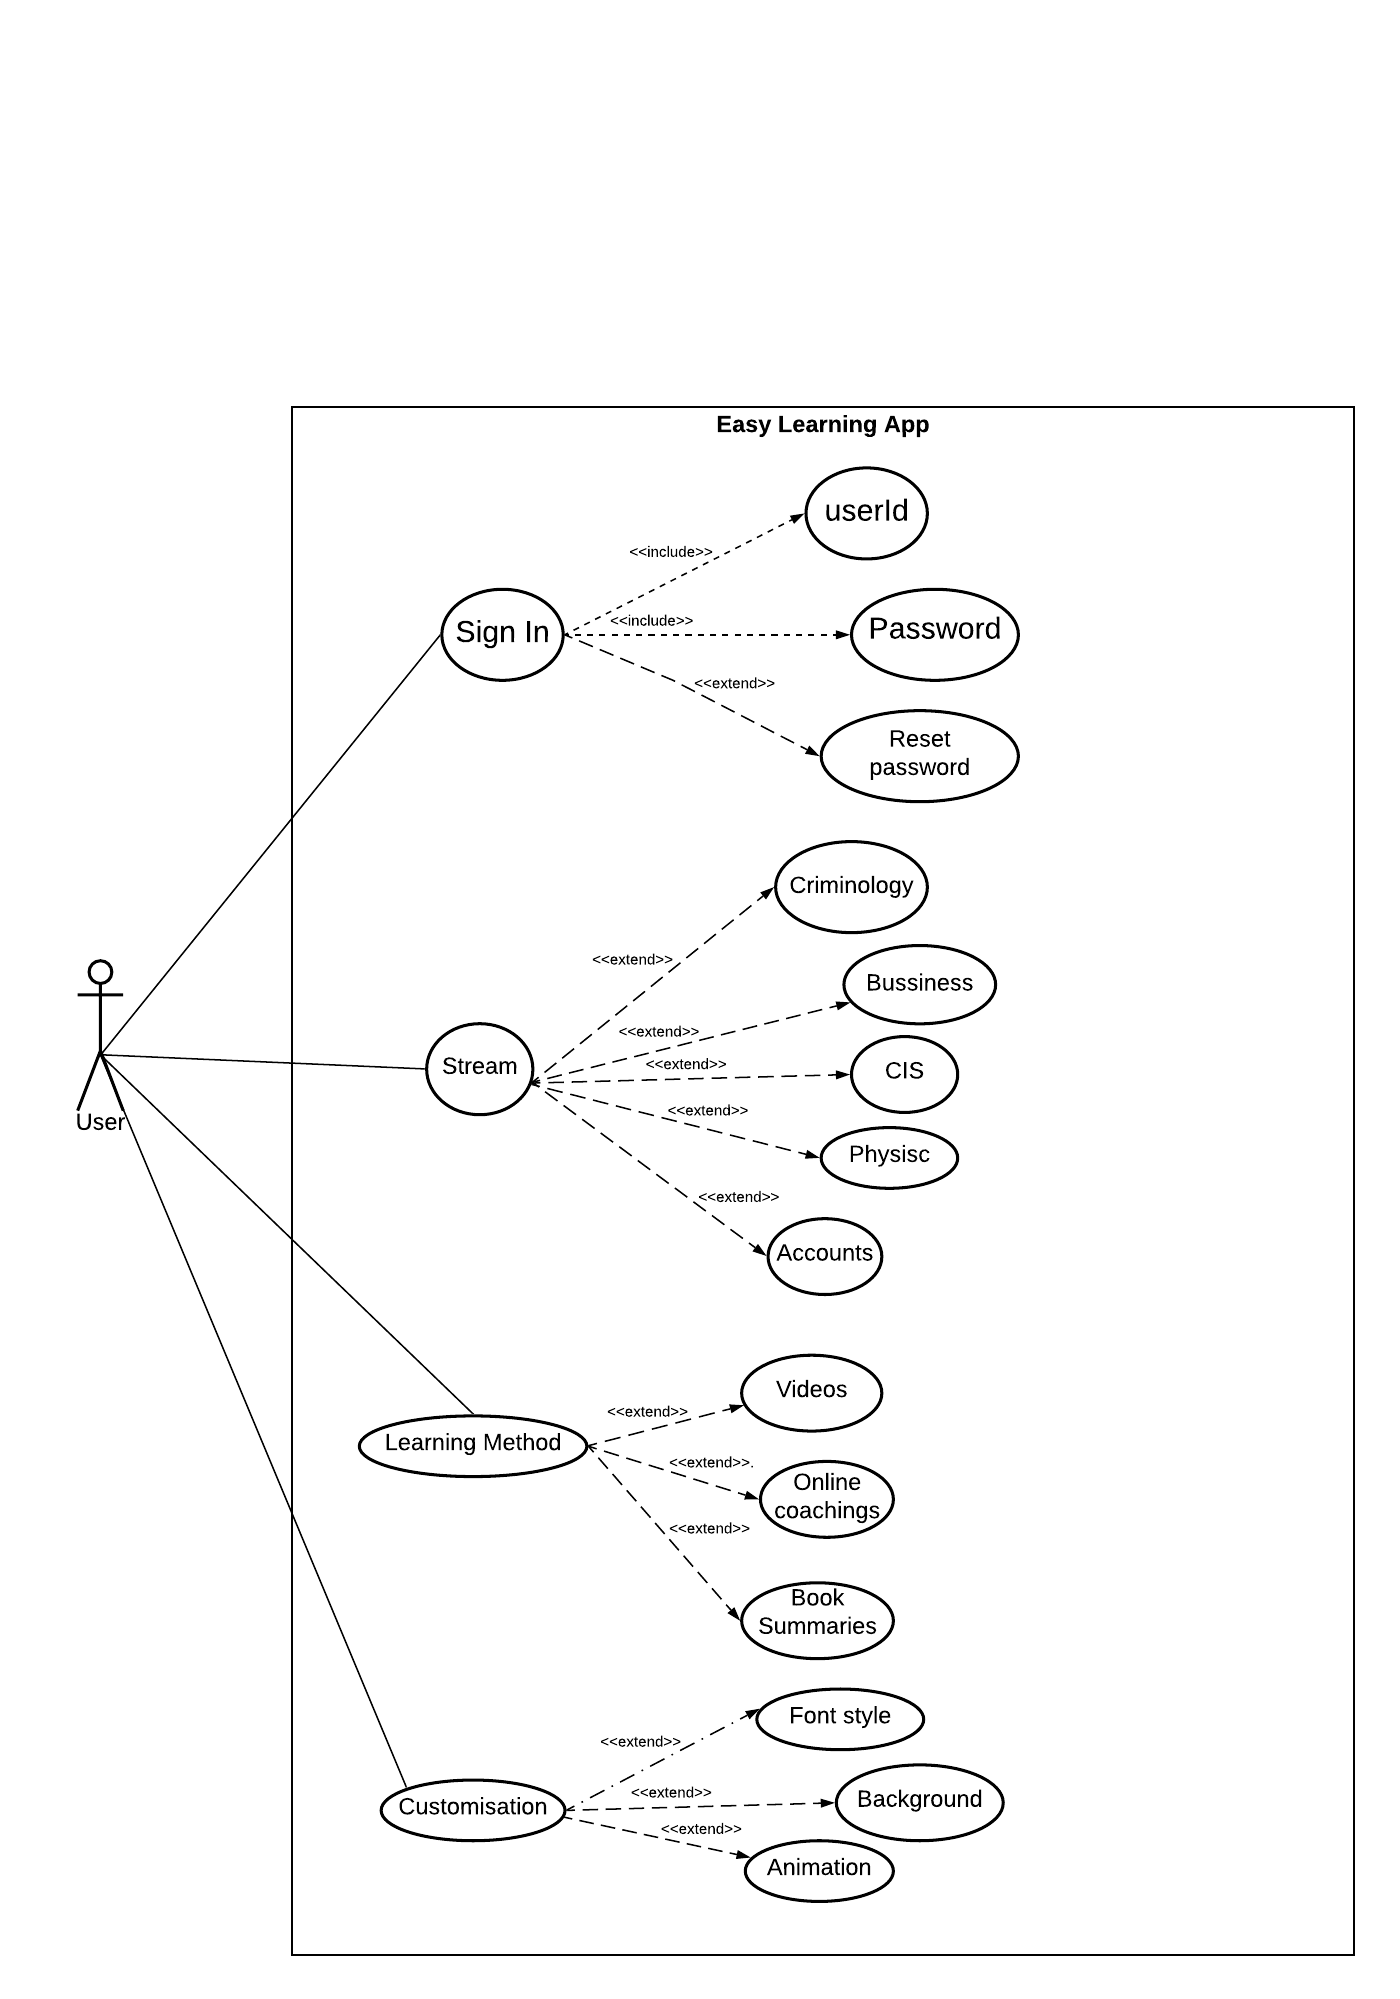 Easy Learning App
userId
<<include>>
Sign In
<<include>>
Password
<<extend>>
Reset
password
Criminology
<<extend>>
Bussiness
<<extend>>
Stream
<<extend>>
CIS
<<extend>>
User
Physisc
<<extend>>
Accounts
Videos
<<extend>>
Learning Method
<<extend>>.
Online
coachings
<<extend>>
Book
Summaries
Font style
<<extend>>
<<extend>>
Background
Customisation
<<extend>>
Animation